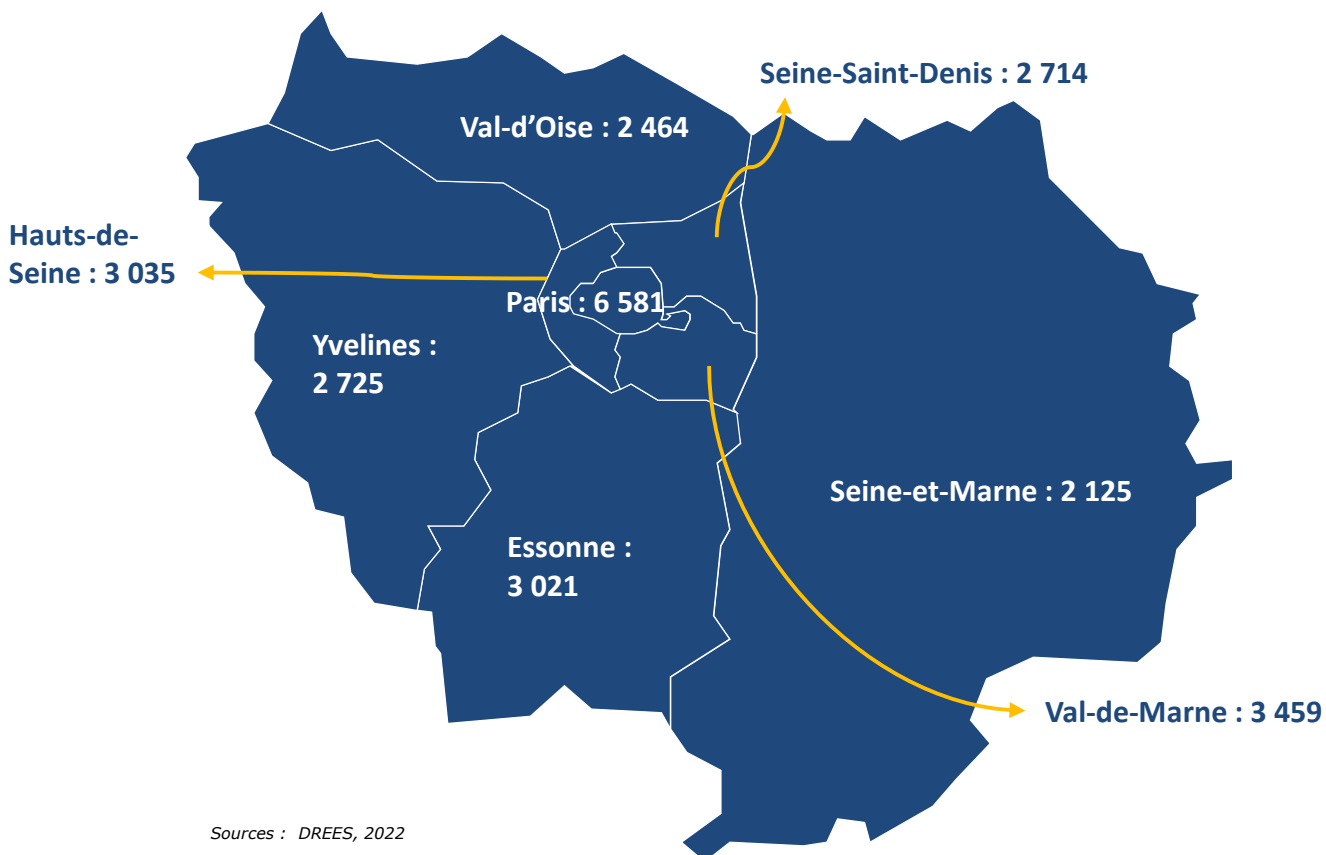 Seine-Saint-Denis : 2 714
Val-d’Oise : 2 464
Hauts-de-
Seine : 3 035
Paris : 6 581
Yvelines :
2 725
Seine-et-Marne : 2 125
Essonne :
3 021
Val-de-Marne : 3 459
Sources :  DREES, 2022